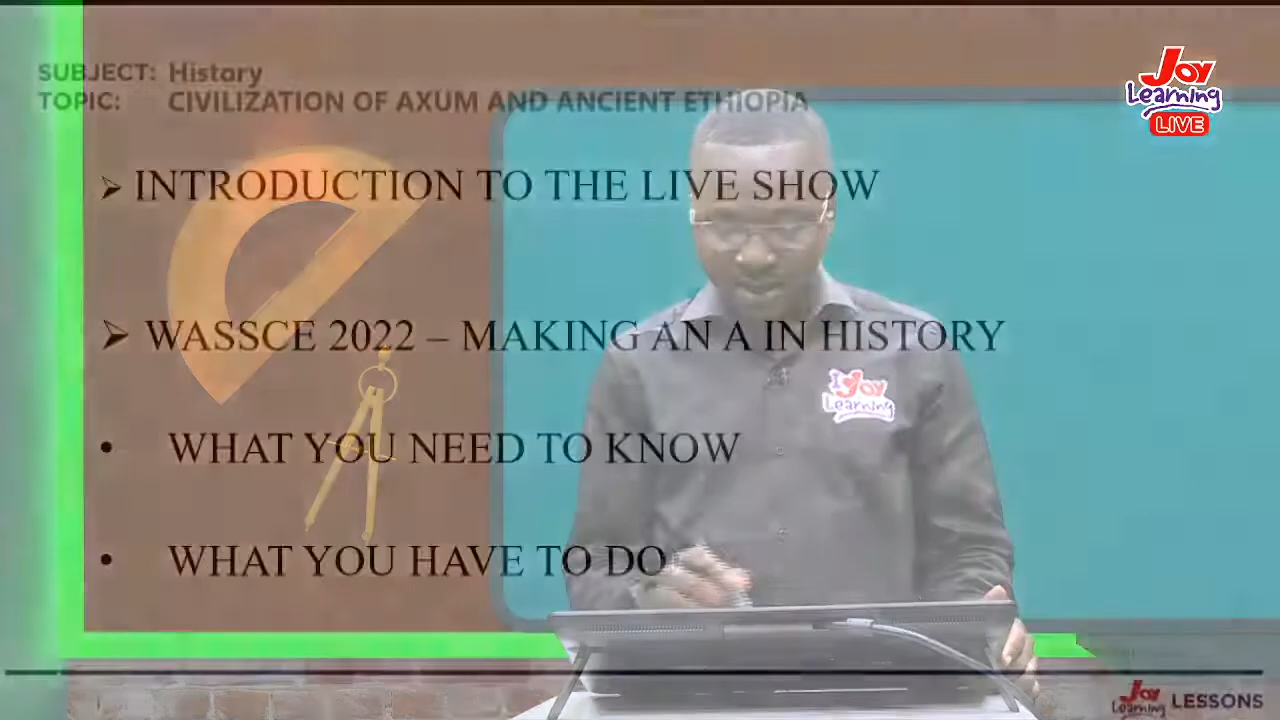 SUBJECT: History
TOPIC: CIVILIZATION OF AXUM AND ANCIENT ETHIOPIA
Joy
Learning
LIVE
➢ INTRODUCTION TO THE LIVE SHOW
➢ WASSCE 2022 – MAKING AN A IN HISTORY
I Joy
Learning
• WHAT YOU NEED TO KNOW
• WHAT YOU HAVE TO DO
Joy
Learning LESSONS